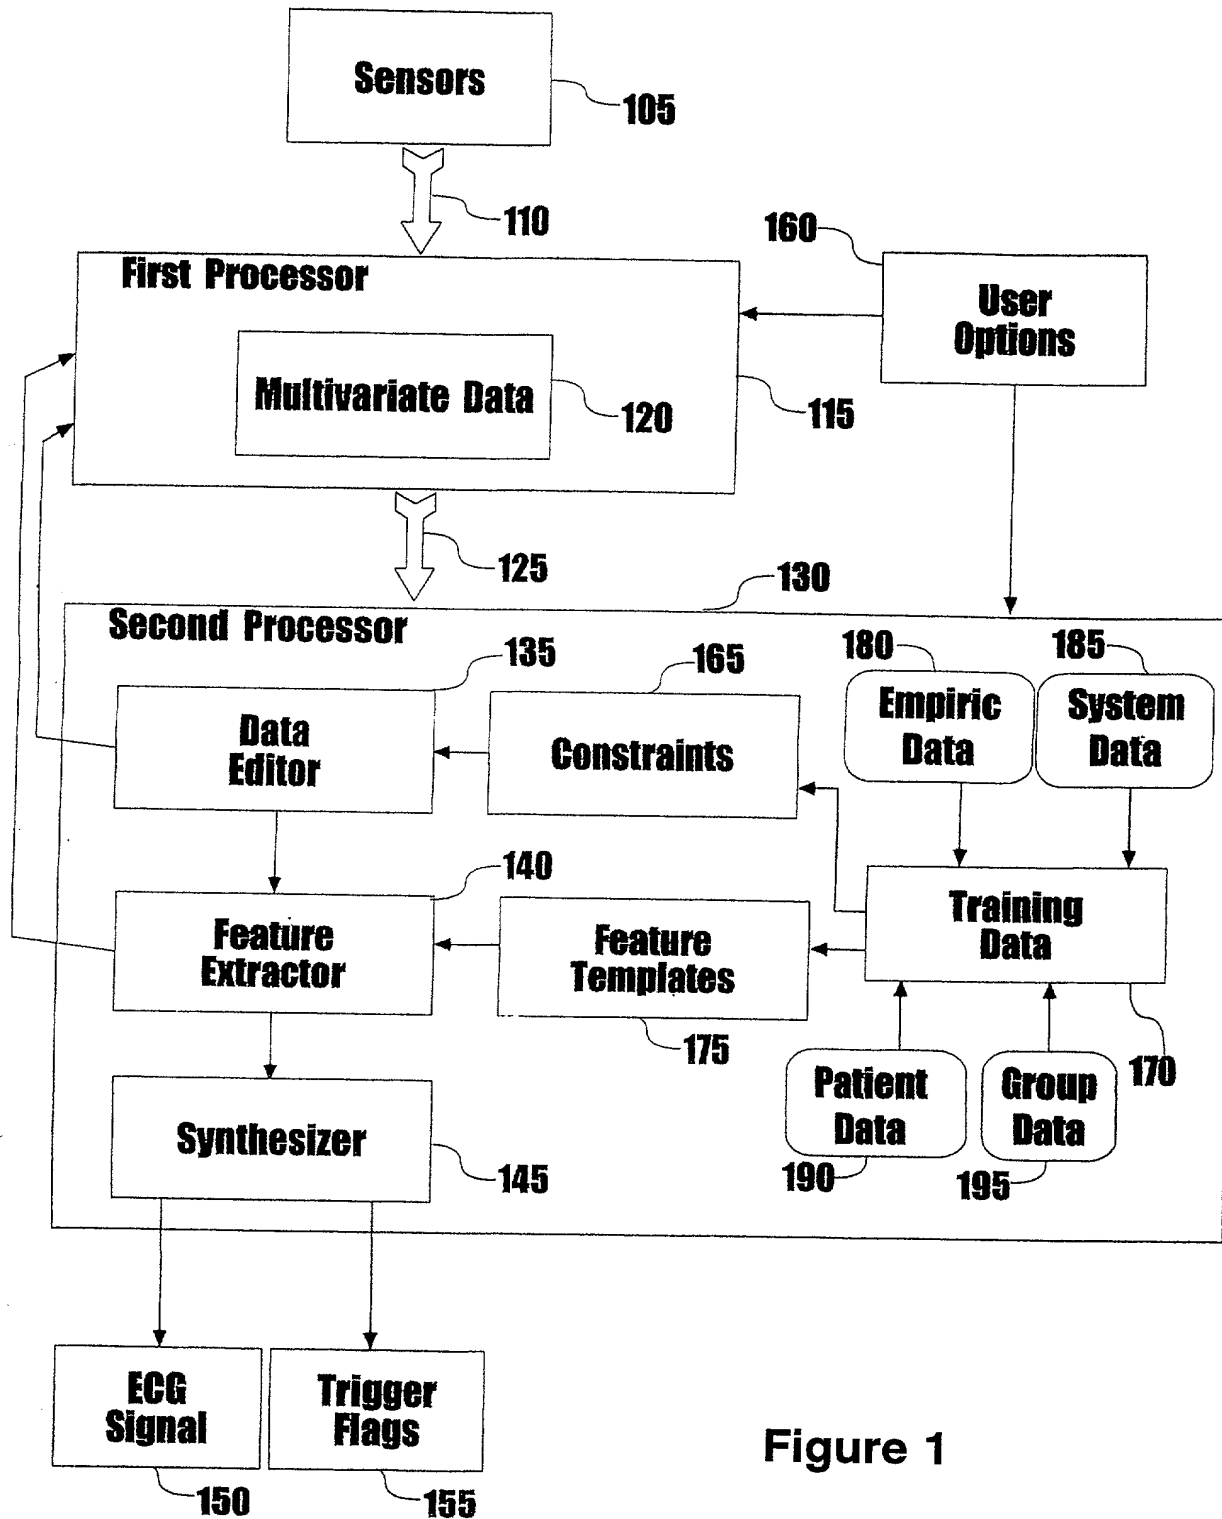 Sensors
105
110
160
First Processor
User
Options
Multivariate Data
120
115
125
130
Second Processor
135
165
180
185
Data
Editor
Constraints
Empiric
Data
System
Data
140
Feature
Extractor
Feature
Templates
Training
Data
175
170
Patient
Data
Group
Data
Synthesizer
145
190
195
ECG
Signal
Trigger
Flags
150
155
Figure 1